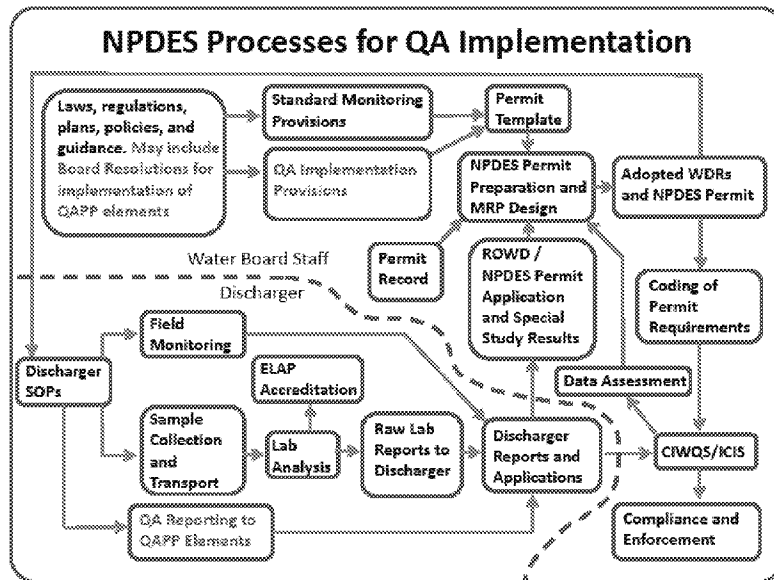 NPDES Processes for QA Implementation
Laws, regulations,
plans, policies, and
guidance. May include
Board Resolutions for
implementation of
QAPP elements
Standard Monitoring
Provisions
QA Implementation
Provisions
Permit
Template
NPDES Permit
Preparation and
MRP Design
Adopted WDRs
and NPDES Permit
Water Board Staff
Discharger
Permit
Record
ROWD /
NPDES Permit
Application
and Special
Study Results
Coding of
Permit
Requirements
Field
Monitoring
Discharger
SOPs
ELAP
Accreditation
Data Assessment
Sample
Collection
and
Transport
Lab
Analysis
Raw Lab
Reports to
Discharger
Discharger
Reports and
Applications
CIWQS/ICIS
QA Reporting to
QAPP Elements
Compliance and
Enforcement